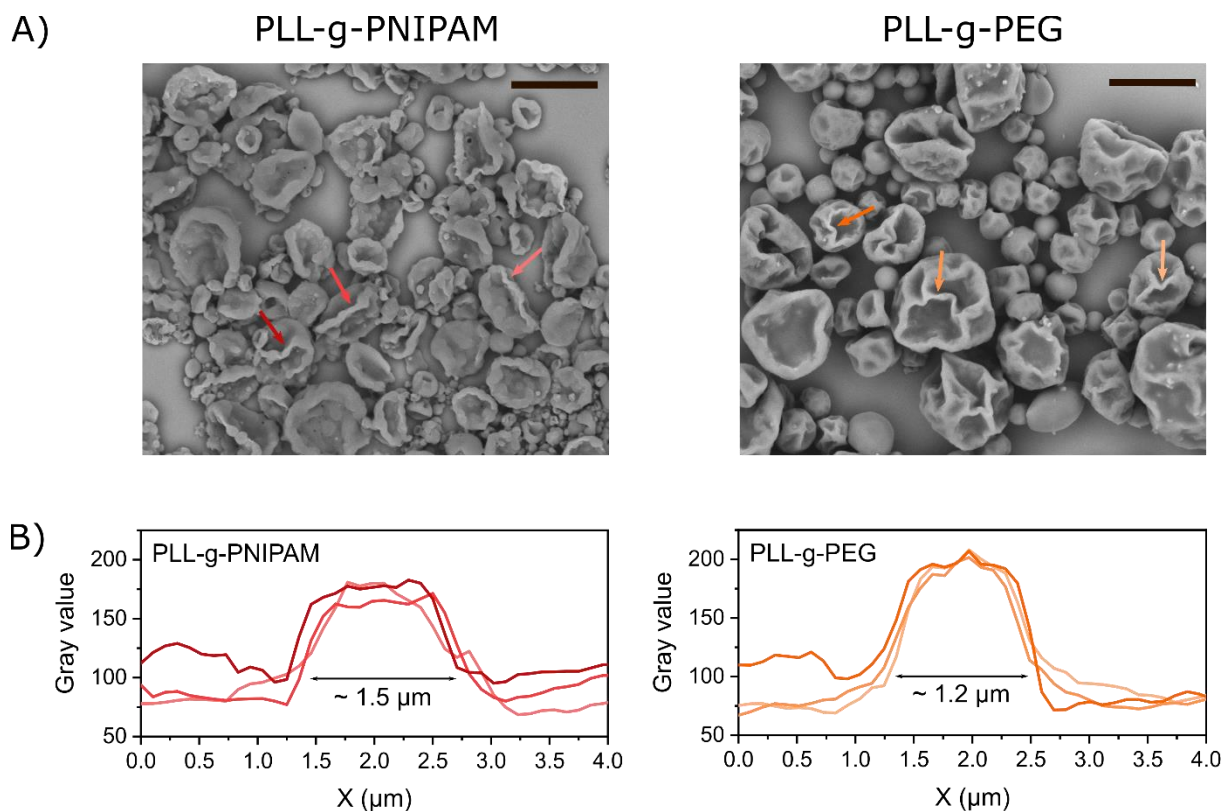 A)
PLL-g-PNIPAM
PLL-g-PEG
B)
PLL-g-PNIPAM
200
150
100
50
Gray value
~ 1.5 µm
0.0 0.5 1.0 1.5 2.0 2.5 3.0 3.5 4.0
X (µm)
PLL-g-PEG
200
150
100
50
Gray value
~ 1.2 µm
0.0 0.5 1.0 1.5 2.0 2.5 3.0 3.5 4.0
X (µm)